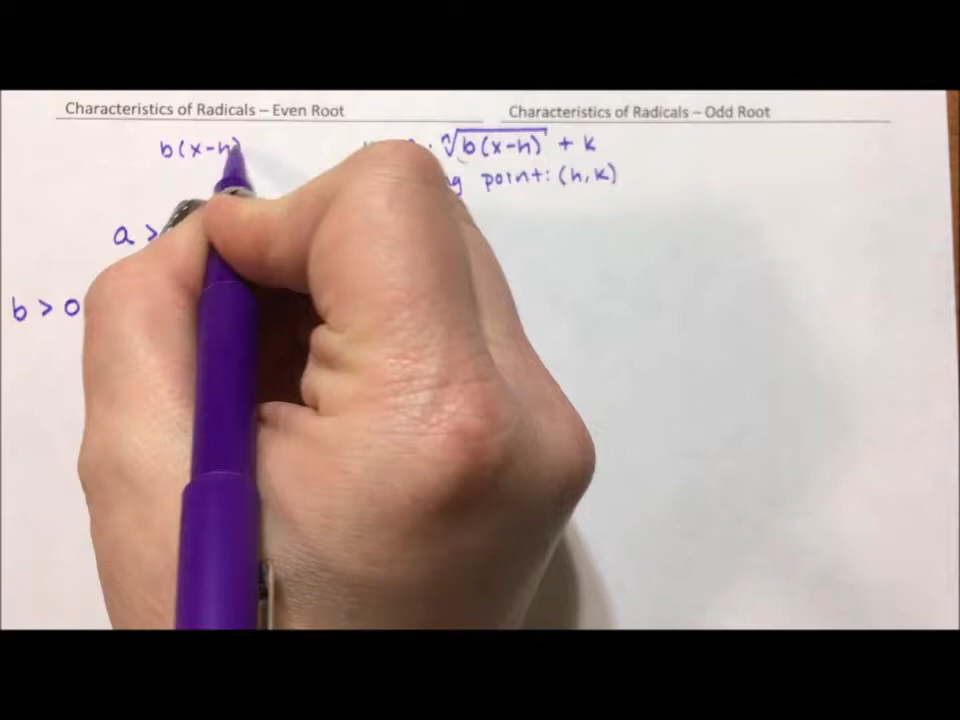 Characteristics of Radicals – Even Root
Characteristics of Radicals – Odd Root
b(x-h)
ⁿ√b(x-h) + k
point: (h, k)
a >
b > 0